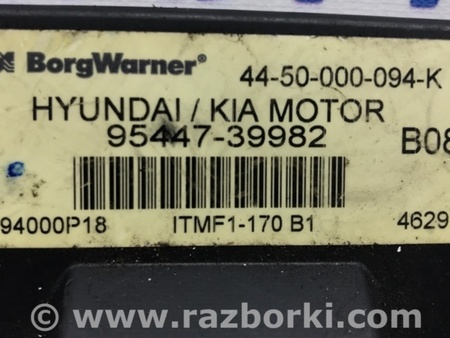 BorgWarner®
44-50-000-094-K
HYUNDAI / KIA MOTOR
95447-39982
B08
94000P18
ITMF1-170 B1
4629
© www.razborki.com